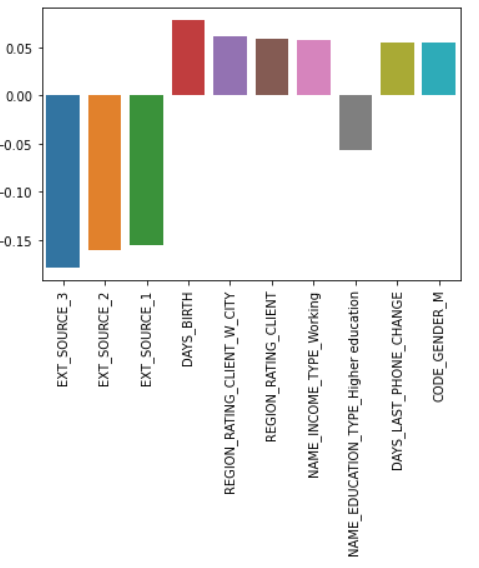 0.05
0.00
-0.05
-0.10
-0.15
EXT_SOURCE_3
EXT_SOURCE_2
EXT_SOURCE_1
DAYS_BIRTH
REGION_RATING_CLIENT_W_CITY
REGION_RATING_CLIENT
NAME_INCOME_TYPE_Working
NAME_EDUCATION_TYPE_Higher education
DAYS_LAST_PHONE_CHANGE
CODE_GENDER_M